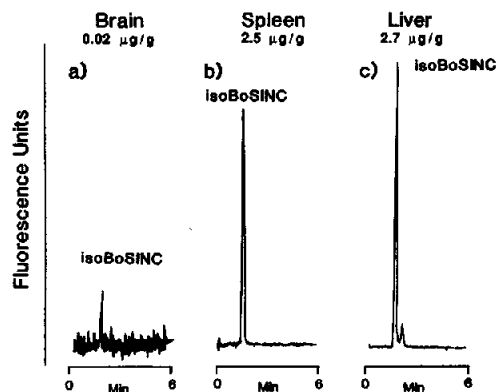 Brain
0.02 µg/g
Spleen
2.5 µg/g
Liver
2.7 µg/g
a)
b)
c)
isoBoSINC
isoBoSINC
isoBoSINC
Fluorescence Units
0 Min 6
0 Min 6
0 Min 6